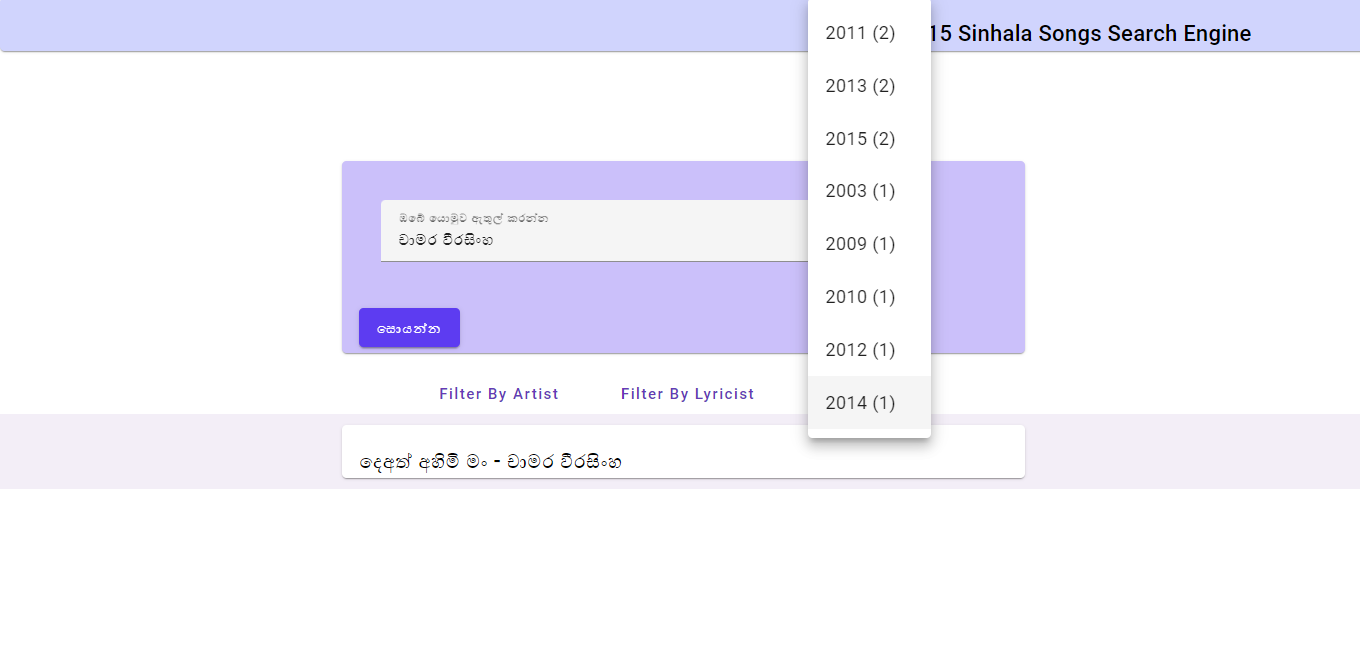 15 Sinhala Songs Search Engine
2011 (2)
2013 (2)
2015 (2)
2003 (1)
2009 (1)
2010 (1)
2012 (1)
2014 (1)
ඔබේ යොමුව ඇතුල් කරන්න
චාමර වීරසිංහ
සොයන්න
Filter By Artist
Filter By Lyricist
දෙඅත් අහිමි මං - චාමර වීරසිංහ